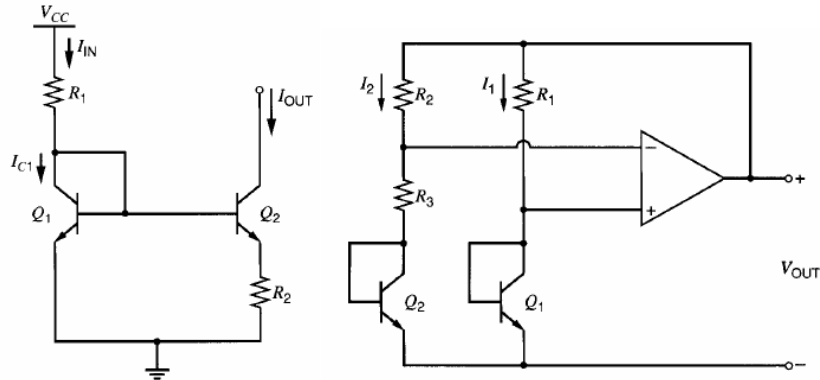 V_CC
I_IN
R_1
I_OUT
I_C1
Q_1
Q_2
R_2
I_2
R_2
I_1
R_1
−
R_3
+
+
Q_2
Q_1
V_OUT
−